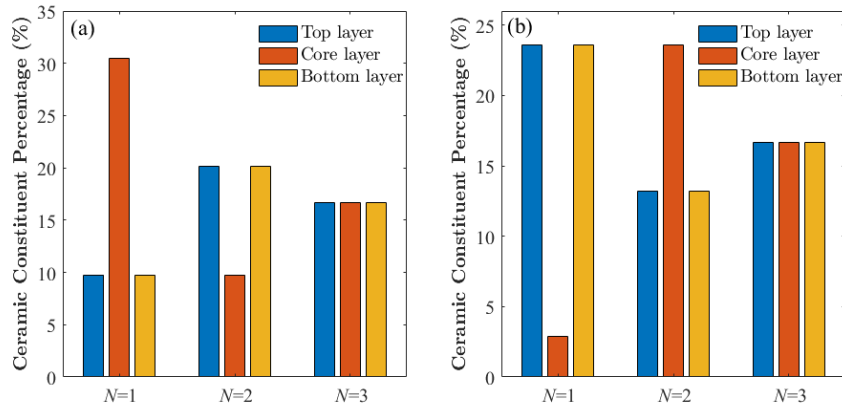 (a)
Top layer
Core layer
Bottom layer
Ceramic Constituent Percentage (%)
35
30
25
20
15
10
5
0
N=1
N=2
N=3
(b)
Top layer
Core layer
Bottom layer
Ceramic Constituent Percentage (%)
25
20
15
10
5
0
N=1
N=2
N=3